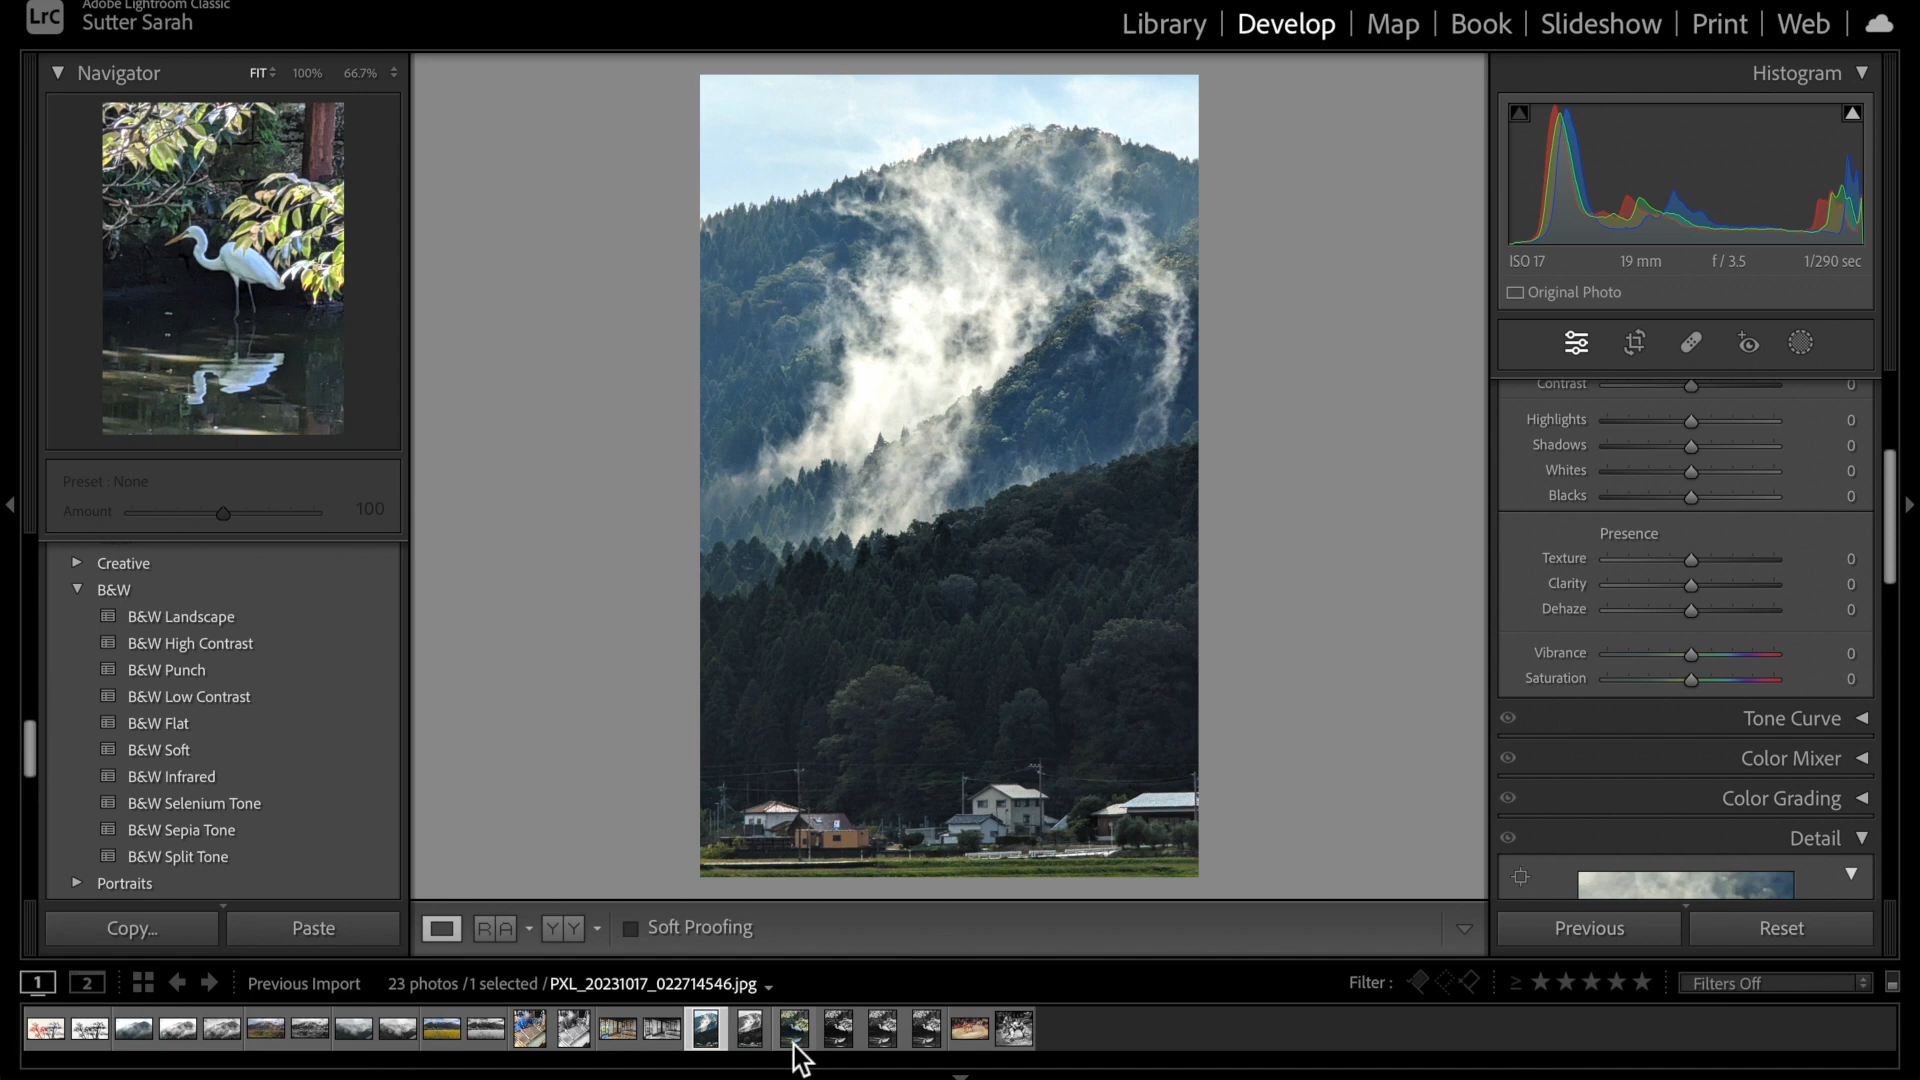 LrC
Adobe Lightroom Classic
Sutter Sarah
Library | Develop | Map | Book | Slideshow | Print | Web
Navigator FIT 100% 66.7%
Preset : None
Amount 100
Creative
B&W
B&W Landscape
B&W High Contrast
B&W Punch
B&W Low Contrast
B&W Flat
B&W Soft
B&W Infrared
B&W Selenium Tone
B&W Sepia Tone
B&W Split Tone
Portraits
Copy... Paste
R A Y Y Soft Proofing
Histogram
ISO 17 19 mm f / 3.5 1/290 sec
Original Photo
Contrast 0
Highlights 0
Shadows 0
Whites 0
Blacks 0
Presence
Texture 0
Clarity 0
Dehaze 0
Vibrance 0
Saturation 0
Tone Curve
Color Mixer
Color Grading
Detail
Previous Reset
1 2 Previous Import 23 photos /1 selected /PXL_20231017_022714546.jpg Filter : ≥ Filters Off